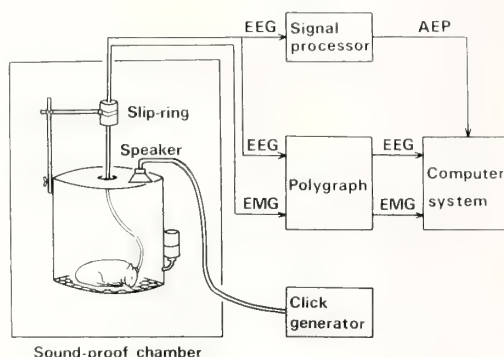 EEG
Signal
processor
AEP
Slip-ring
Speaker
EEG
EMG
Polygraph
EEG
EMG
Computer
system
Click
generator
Sound-proof chamber